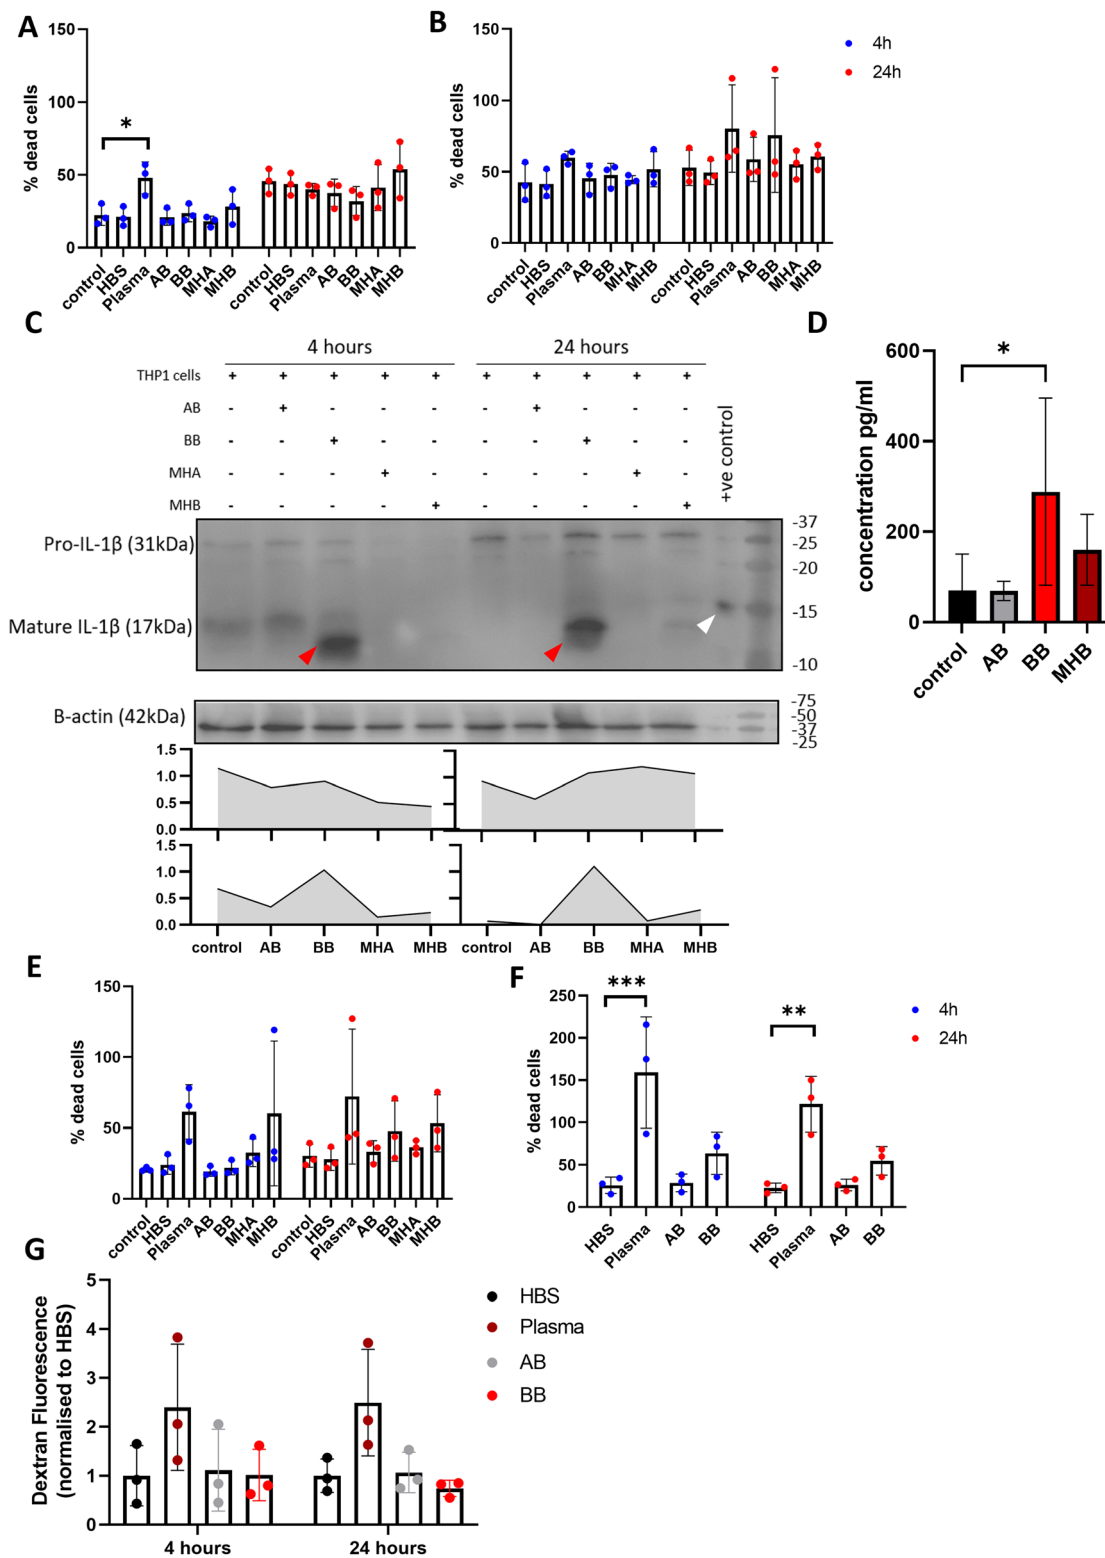 A
150
100
50
0
% dead cells
*
control
HBS
Plasma
AB
BB
MHA
MHB
control
HBS
Plasma
AB
BB
MHA
MHB
B
150
100
50
0
% dead cells
control
HBS
Plasma
AB
BB
MHA
MHB
control
HBS
Plasma
AB
BB
MHA
MHB
4h
24h
C
4 hours 24 hours
THP1 cells + + + + + + + + + +
AB - + - - - - + - - -
BB - - + - - - - + - -
MHA - - - + - - - - + -
MHB - - - - + - - - - +
+ve control
Pro-IL-1β (31kDa)
Mature IL-1β (17kDa)
-37
-25
-20
-15
-10
B-actin (42kDa)
-75
-50
-37
-25
1.5
1.0
0.5
0.0
1.5
1.0
0.5
0.0
control AB BB MHA MHB control AB BB MHA MHB
D
600
400
200
0
concentration pg/ml
*
control
AB
BB
MHB
E
150
100
50
0
% dead cells
control
HBS
Plasma
AB
BB
MHA
MHB
control
HBS
Plasma
AB
BB
MHA
MHB
F
250
200
150
100
50
0
% dead cells
***
**
HBS
Plasma
AB
BB
HBS
Plasma
AB
BB
4h
24h
G
5
4
3
2
1
0
Dextran Fluorescence
(normalised to HBS)
4 hours 24 hours
HBS
Plasma
AB
BB